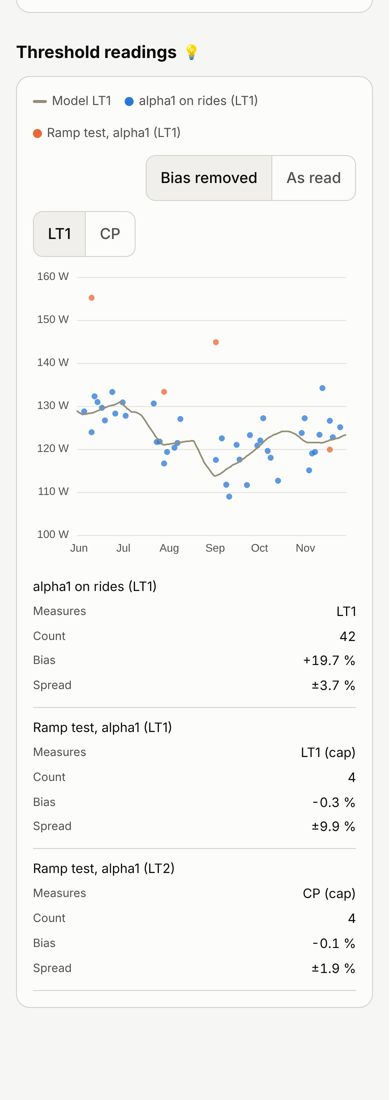 Threshold readings 💡
Model LT1 alpha1 on rides (LT1)
Ramp test, alpha1 (LT1)
Bias removed As read
LT1 CP
160 W
150 W
140 W
130 W
120 W
110 W
100 W
Jun Jul Aug Sep Oct Nov
alpha1 on rides (LT1)
Measures LT1
Count 42
Bias +19.7 %
Spread ±3.7 %
Ramp test, alpha1 (LT1)
Measures LT1 (cap)
Count 4
Bias -0.3 %
Spread ±9.9 %
Ramp test, alpha1 (LT2)
Measures CP (cap)
Count 4
Bias -0.1 %
Spread ±1.9 %